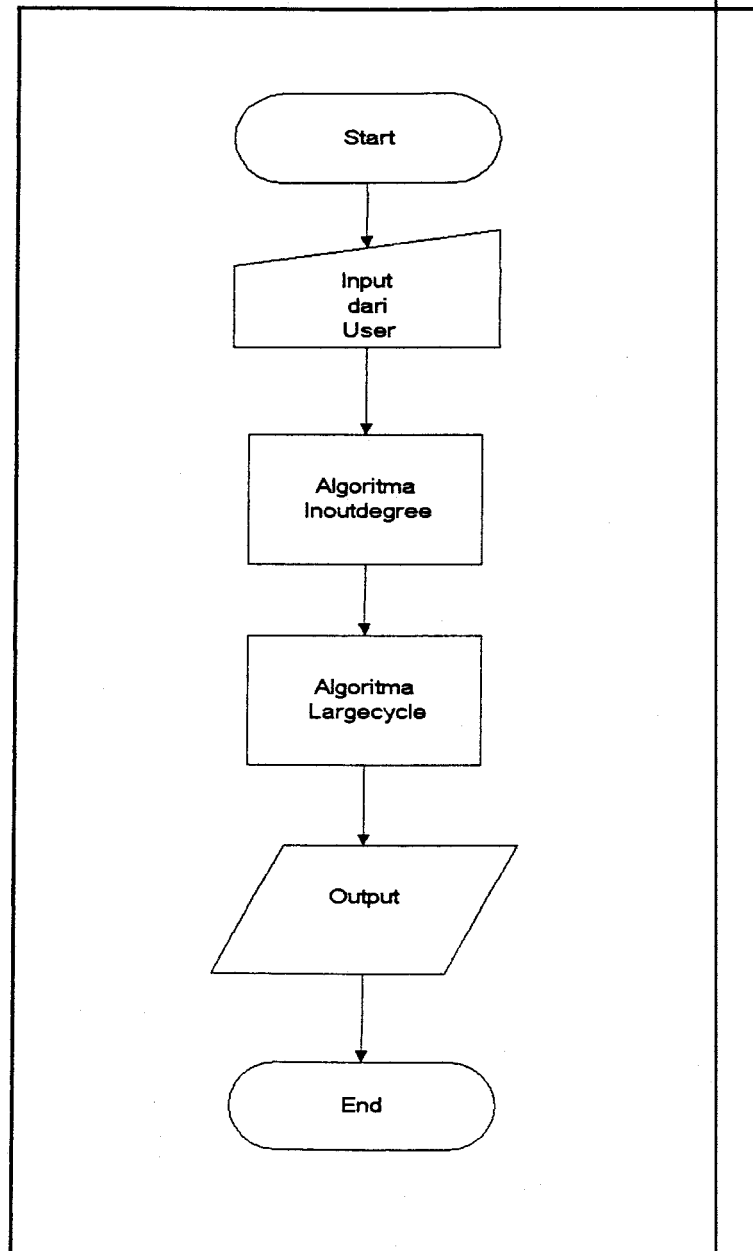 Start
Input
dari
User
Algoritma
Inoutdegree
Algoritma
Largecycle
Output
End